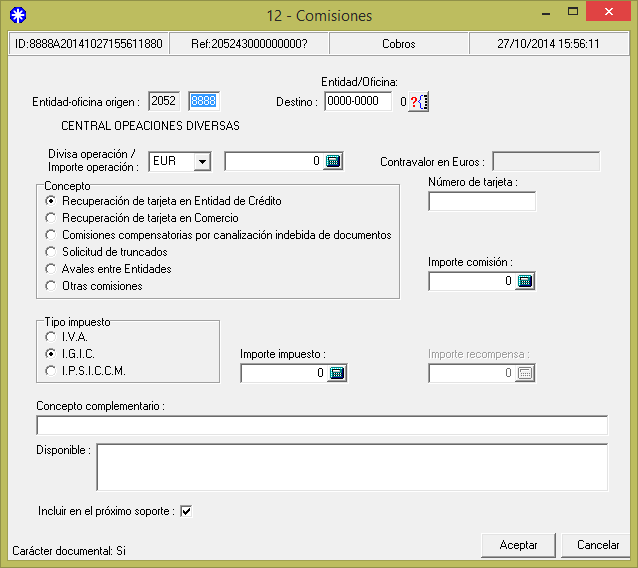 12 - Comisiones
ID:8888A20141027155611880 Ref:205243000000000? Cobros 27/10/2014 15:56:11
Entidad/Oficina:
Entidad-oficina origen : 2052 8888 Destino : 0000-0000 0 ?{
CENTRAL OPEACIONES DIVERSAS
Divisa operación /
Importe operación : EUR 0 Contravalor en Euros :
Concepto
Recuperación de tarjeta en Entidad de Crédito
Recuperación de tarjeta en Comercio
Comisiones compensatorias por canalización indebida de documentos
Solicitud de truncados
Avales entre Entidades
Otras comisiones
Número de tarjeta :
Importe comisión :
0
Tipo impuesto
I.V.A.
I.G.I.C.
I.P.S.I.C.C.M.
Importe impuesto :
0
Importe recompensa :
0
Concepto complementario :
Disponible :
Incluir en el próximo soporte :
Aceptar Cancelar
Carácter documental: Si